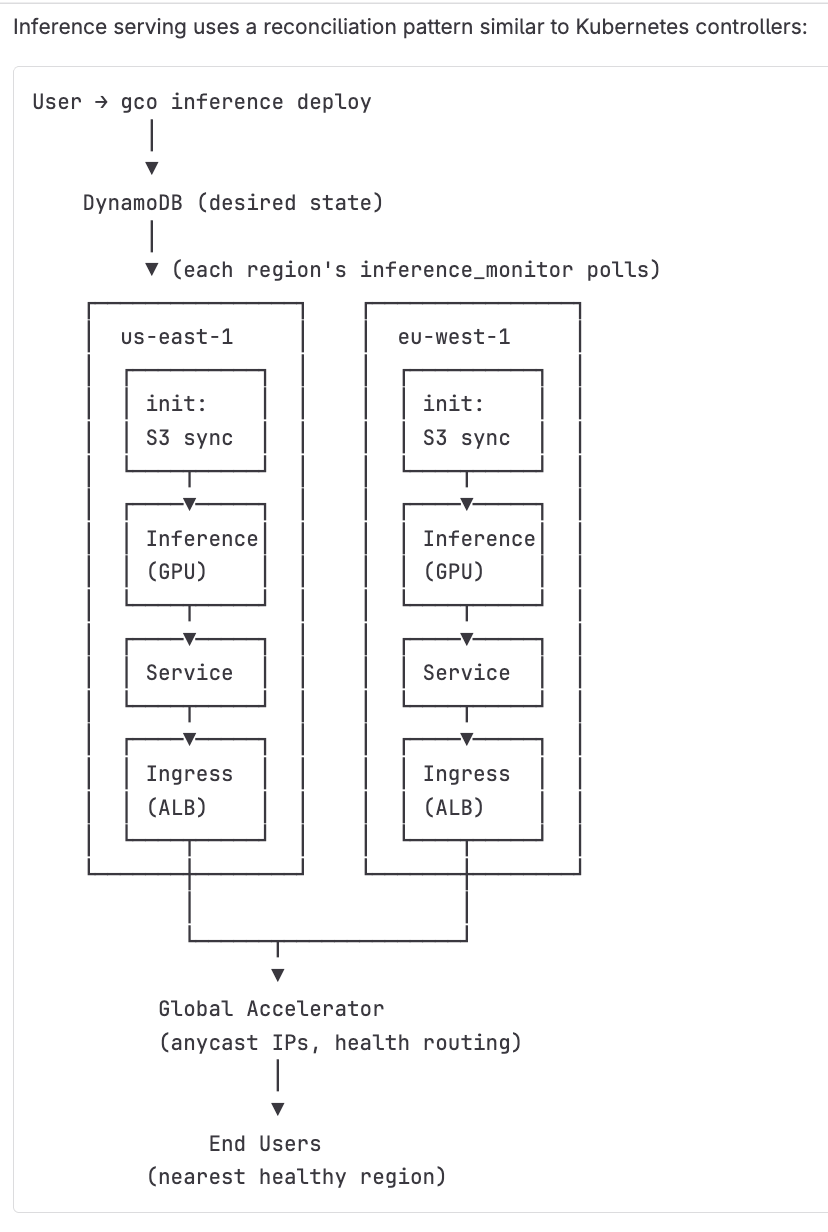 Inference serving uses a reconciliation pattern similar to Kubernetes controllers:
User → gco inference deploy
DynamoDB (desired state)
(each region's inference_monitor polls)
us-east-1
init:
S3 sync
Inference
(GPU)
Service
Ingress
(ALB)
eu-west-1
init:
S3 sync
Inference
(GPU)
Service
Ingress
(ALB)
Global Accelerator
(anycast IPs, health routing)
End Users
(nearest healthy region)